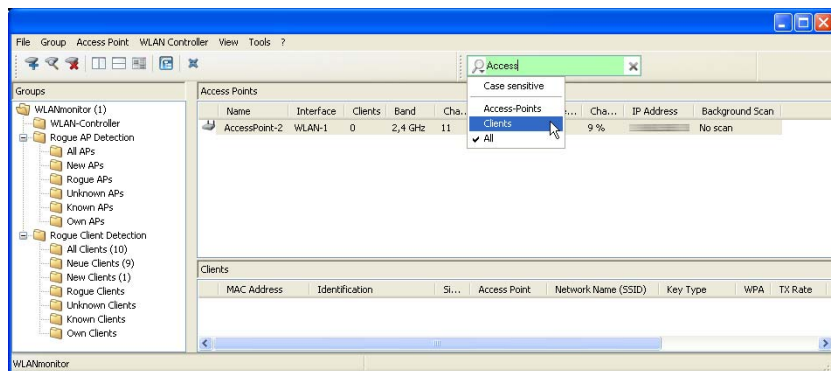 File Group Access Point WLAN Controller View Tools ?
Access
Case sensitive
Access-Points
Clients
All
Groups
WLANmonitor (1)
WLAN-Controller
Rogue AP Detection
All APs
New APs
Rogue APs
Unknown APs
Known APs
Own APs
Rogue Client Detection
All Clients (10)
Neue Clients (9)
New Clients (1)
Rogue Clients
Unknown Clients
Known Clients
Own Clients
Access Points
Name Interface Clients Band Cha... Cha... IP Address Background Scan
AccessPoint-2 WLAN-1 0 2,4 GHz 11 9 % No scan
Clients
MAC Address Identification Si... Access Point Network Name (SSID) Key Type WPA TX Rate
WLANmonitor